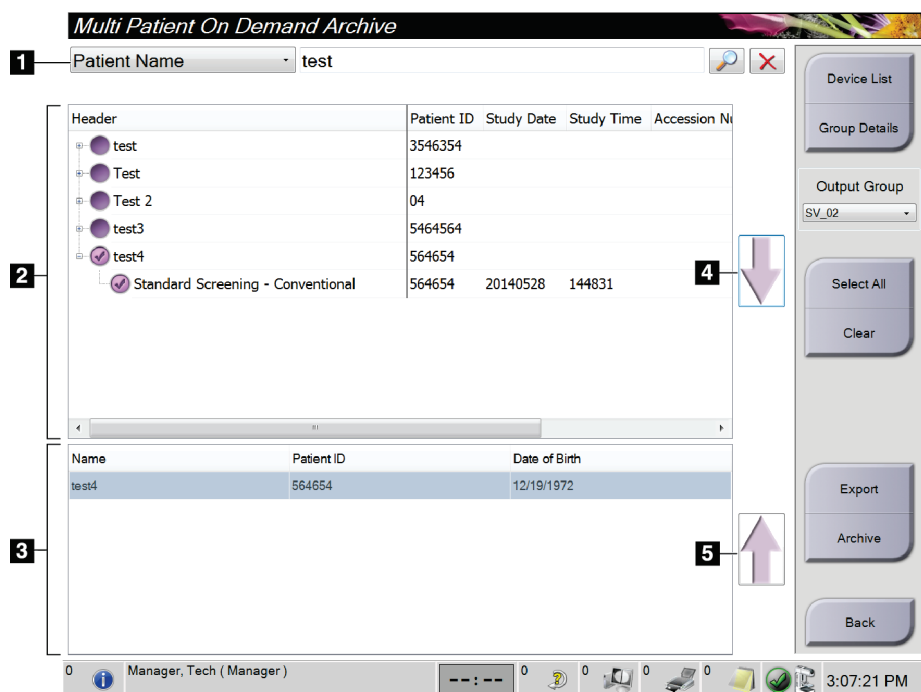 Multi Patient On Demand Archive
1
Patient Name
test
Device List
Group Details
Output Group
SV_02
Select All
Clear
Export
Archive
Back
2
Header Patient ID Study Date Study Time Accession Nu
test 3546354
Test 123456
Test 2 04
test3 5464564
test4 564654
Standard Screening - Conventional 564654 20140528 144831
4
3
Name Patient ID Date of Birth
test4 564654 12/19/1972
5
0 Manager, Tech ( Manager ) --:-- 0 0 0 0 3:07:21 PM